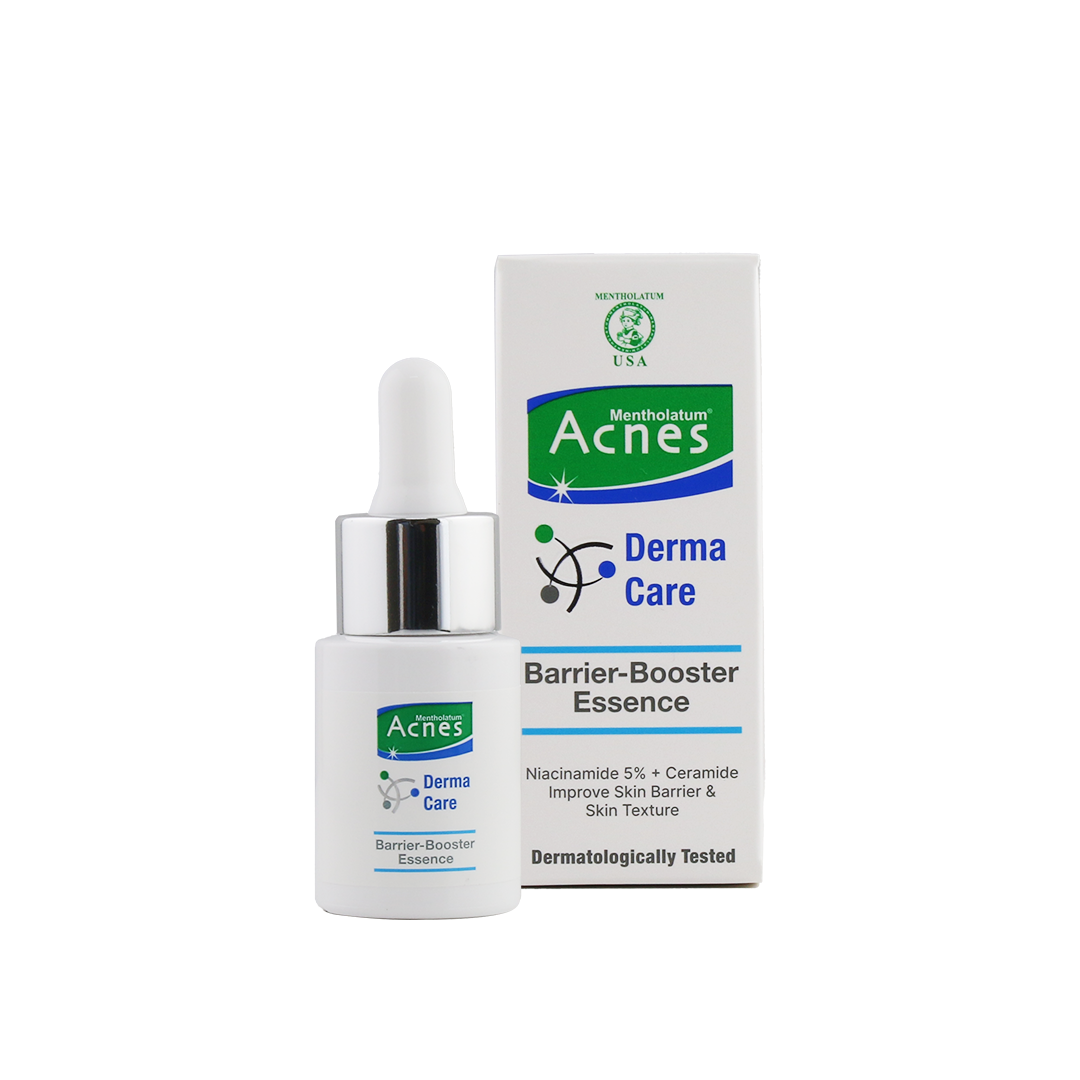 MENTHOLATUM
USA
Mentholatum®
Acnes
Derma
Care
Barrier-Booster
Essence
Niacinamide 5% + Ceramide
Improve Skin Barrier &
Skin Texture
Dermatologically Tested
Mentholatum®
Acnes
Derma
Care
Barrier-Booster
Essence